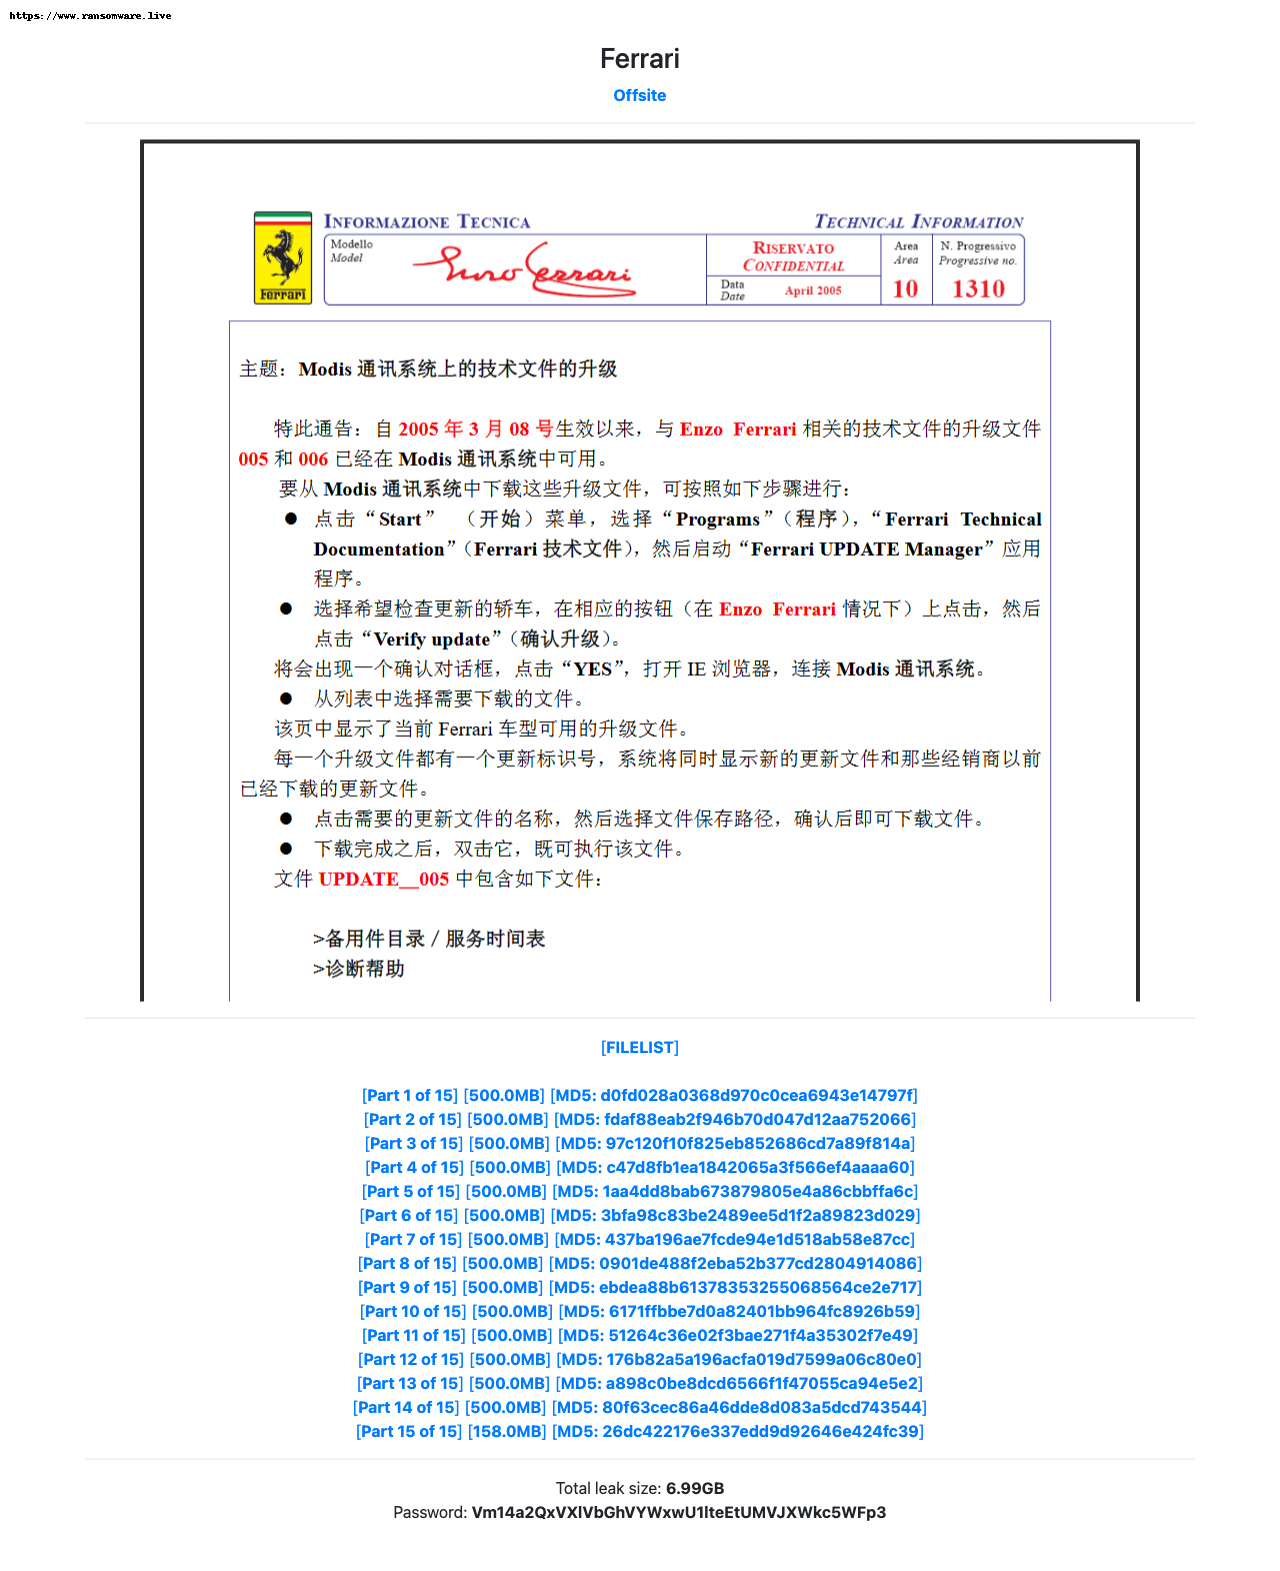 https://www.ransomware.live
Ferrari
Offsite
INFORMAZIONE TECNICA
TECHNICAL INFORMATION
Modello
Model
Enzo Ferrari
RISERVATO
CONFIDENTIAL
Data
Date
April 2005
Area
Area
10
N. Progressivo
Progressive no.
1310
Ferrari
主题：Modis 通讯系统上的技术文件的升级
特此通告：自 2005 年 3 月 08 号生效以来，与 Enzo Ferrari 相关的技术文件的升级文件
005 和 006 已经在 Modis 通讯系统中可用。
要从 Modis 通讯系统中下载这些升级文件，可按照如下步骤进行：
● 点击“Start” （开始）菜单，选择“Programs”（程序），“Ferrari Technical
Documentation”（Ferrari 技术文件），然后启动“Ferrari UPDATE Manager”应用
程序。
● 选择希望检查更新的轿车，在相应的按钮（在 Enzo Ferrari 情况下）上点击，然后
点击“Verify update”（确认升级）。
将会出现一个确认对话框，点击“YES”，打开 IE 浏览器，连接 Modis 通讯系统。
● 从列表中选择需要下载的文件。
该页中显示了当前 Ferrari 车型可用的升级文件。
每一个升级文件都有一个更新标识号，系统将同时显示新的更新文件和那些经销商以前
已经下载的更新文件。
● 点击需要的更新文件的名称，然后选择文件保存路径，确认后即可下载文件。
● 下载完成之后，双击它，既可执行该文件。
文件 UPDATE__005 中包含如下文件：
>备用件目录 / 服务时间表
>诊断帮助
[FILELIST]
[Part 1 of 15] [500.0MB] [MD5: d0fd028a0368d970c0cea6943e14797f]
[Part 2 of 15] [500.0MB] [MD5: fdaf88eab2f946b70d047d12aa752066]
[Part 3 of 15] [500.0MB] [MD5: 97c120f10f825eb852686cd7a89f814a]
[Part 4 of 15] [500.0MB] [MD5: c47d8fb1ea1842065a3f566ef4aaaa60]
[Part 5 of 15] [500.0MB] [MD5: 1aa4dd8bab673879805e4a86cbbffa6c]
[Part 6 of 15] [500.0MB] [MD5: 3bfa98c83be2489ee5d1f2a89823d029]
[Part 7 of 15] [500.0MB] [MD5: 437ba196ae7fcde94e1d518ab58e87cc]
[Part 8 of 15] [500.0MB] [MD5: 0901de488f2eba52b377cd2804914086]
[Part 9 of 15] [500.0MB] [MD5: ebdea88b61378353255068564ce2e717]
[Part 10 of 15] [500.0MB] [MD5: 6171ffbbe7d0a82401bb964fc8926b59]
[Part 11 of 15] [500.0MB] [MD5: 51264c36e02f3bae271f4a35302f7e49]
[Part 12 of 15] [500.0MB] [MD5: 176b82a5a196acfa019d7599a06c80e0]
[Part 13 of 15] [500.0MB] [MD5: a898c0be8dcd6566f1f47055ca94e5e2]
[Part 14 of 15] [500.0MB] [MD5: 80f63cec86a46dde8d083a5dcd743544]
[Part 15 of 15] [158.0MB] [MD5: 26dc422176e337edd9d92646e424fc39]
Total leak size: 6.99GB
Password: Vm14a2QxVXlVbGhVYWxwU1lteEtUMVJXWkc5WFp3